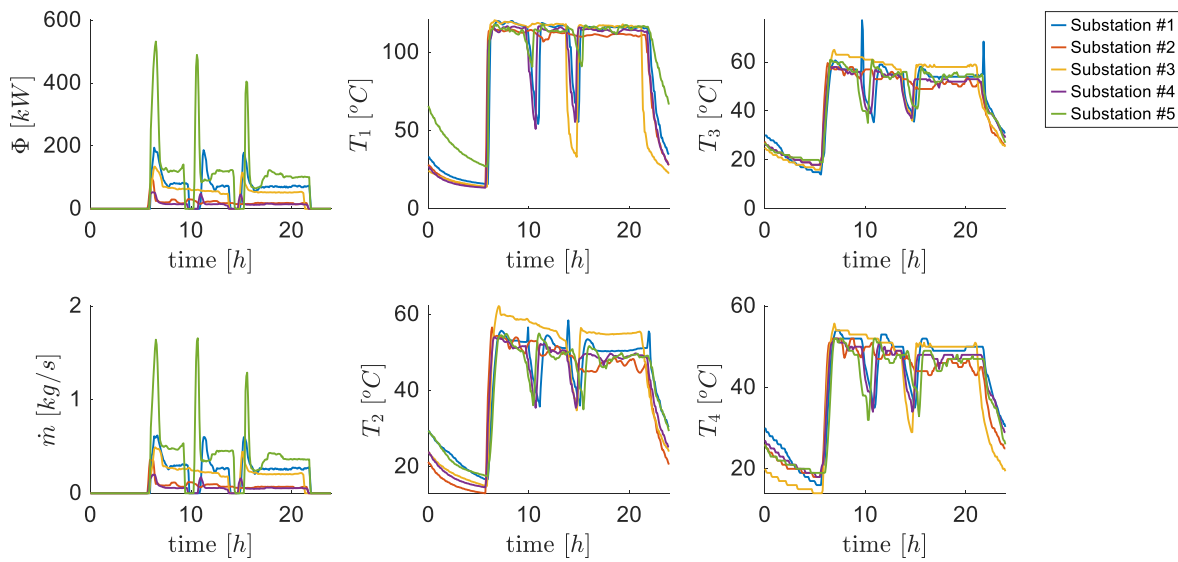 600
400
200
0
Φ [kW]
0
10
20
time [h]
100
50
0
T1 [°C]
0
10
20
time [h]
60
40
20
T3 [°C]
0
10
20
time [h]
Substation #1
Substation #2
Substation #3
Substation #4
Substation #5
2
1
0
ṁ [kg/s]
0
10
20
time [h]
60
40
20
T2 [°C]
0
10
20
time [h]
60
40
20
T4 [°C]
0
10
20
time [h]